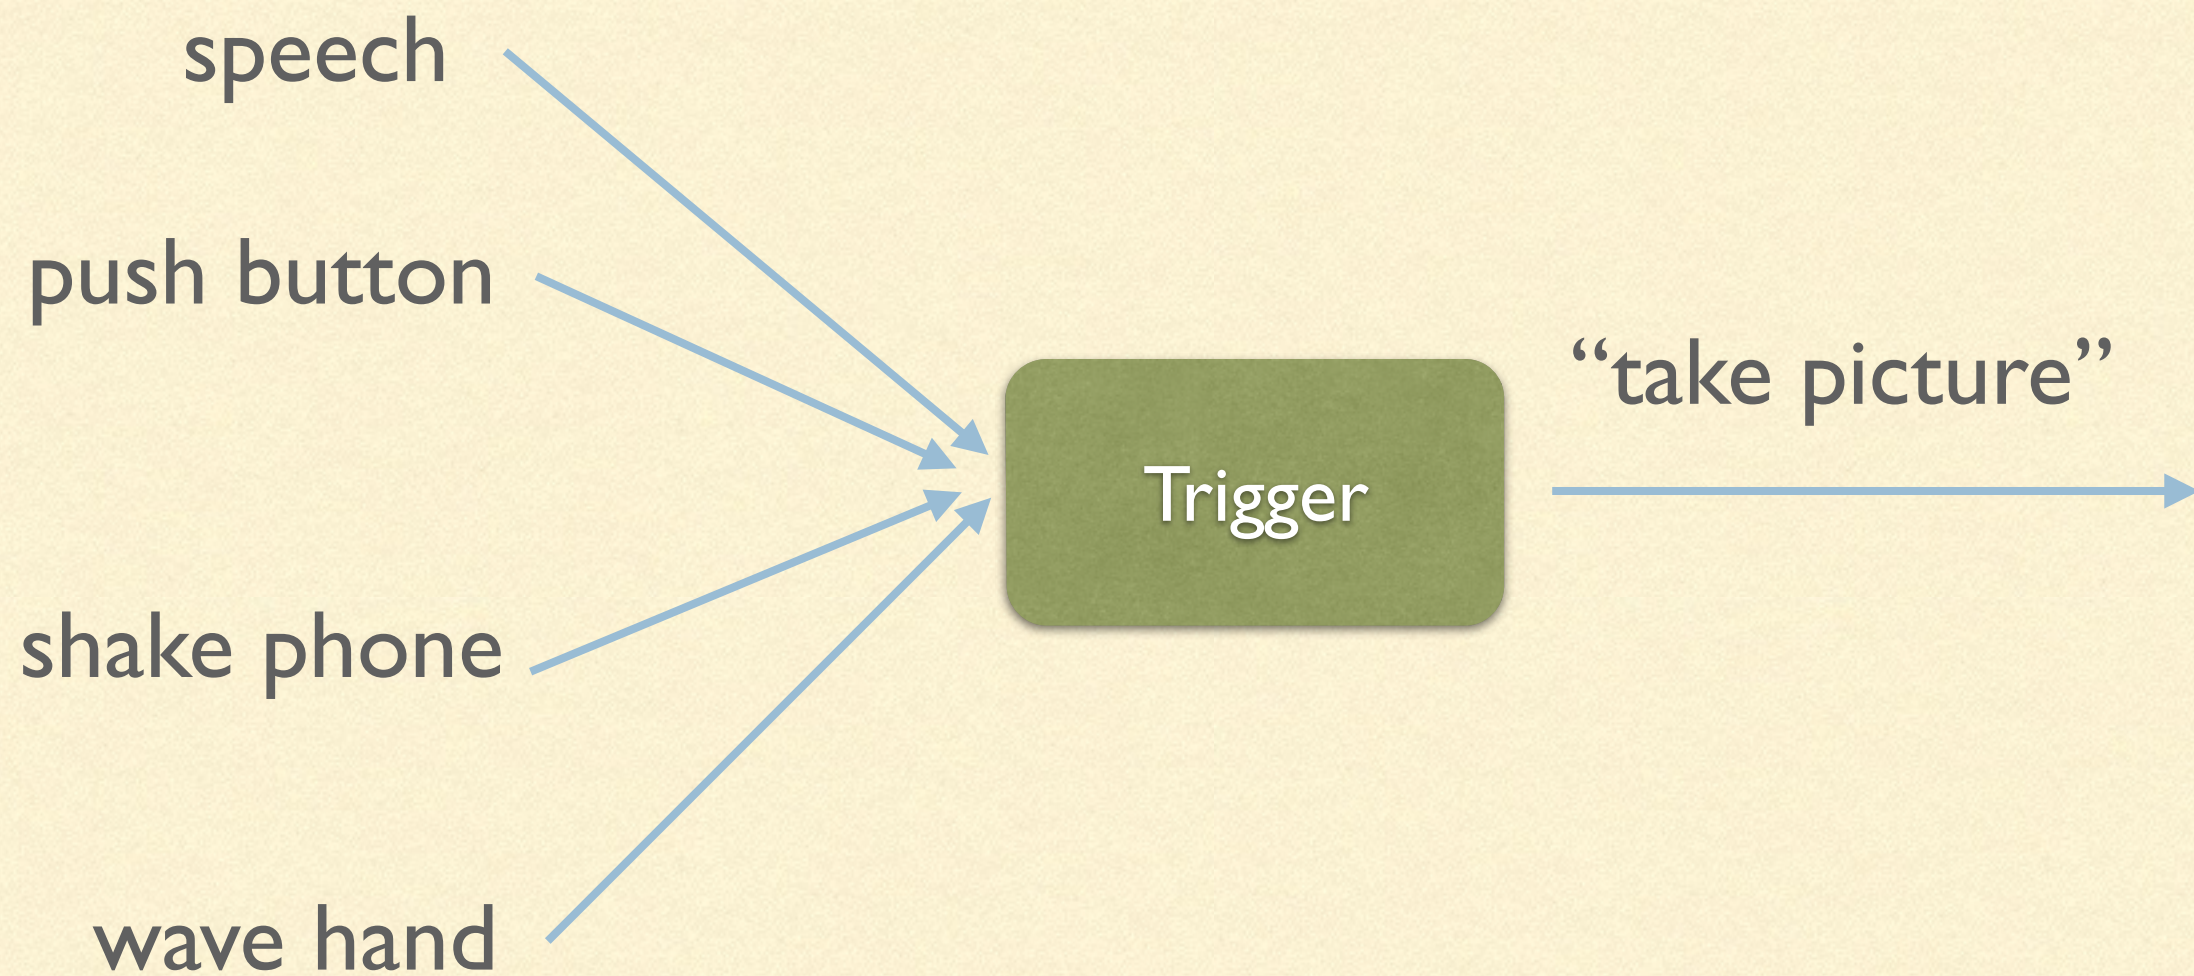 speech
push button
“take picture”
Trigger
shake phone
wave hand